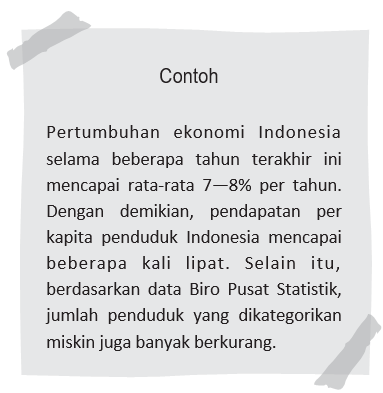 Contoh
Pertumbuhan ekonomi Indonesia
selama beberapa tahun terakhir ini
mencapai rata-rata 7—8% per tahun.
Dengan demikian, pendapatan per
kapita penduduk Indonesia mencapai
beberapa kali lipat. Selain itu,
berdasarkan data Biro Pusat Statistik,
jumlah penduduk yang dikategorikan
miskin juga banyak berkurang.